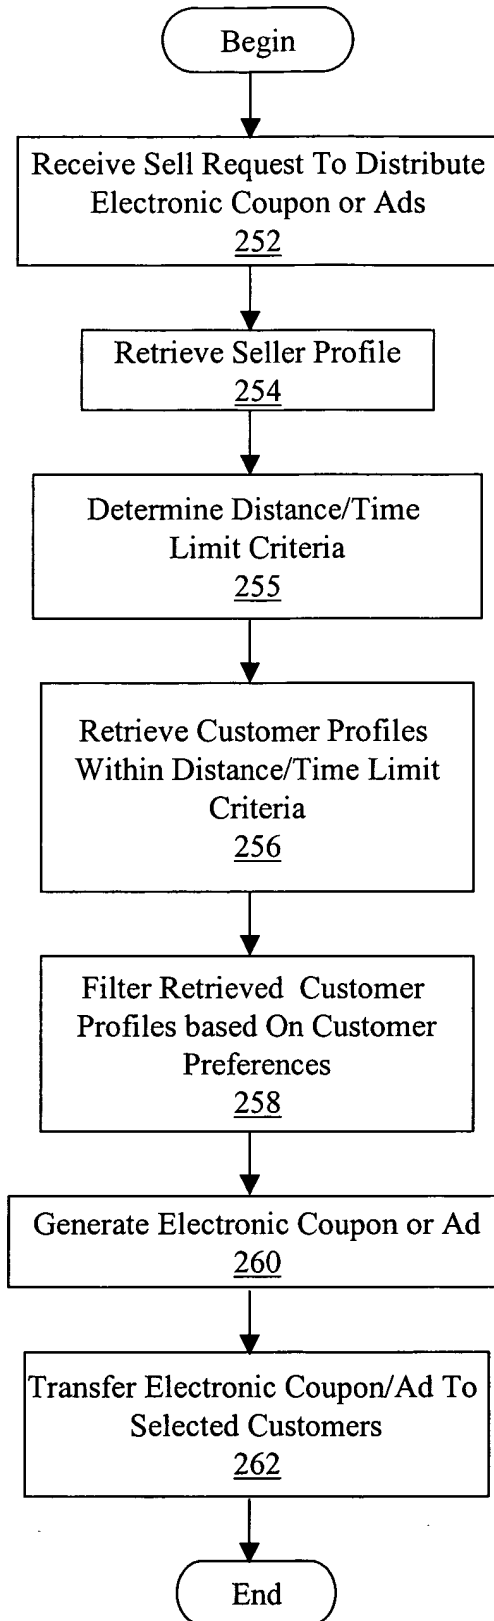 Begin
Receive Sell Request To Distribute
Electronic Coupon or Ads
252
Retrieve Seller Profile
254
Determine Distance/Time
Limit Criteria
255
Retrieve Customer Profiles
Within Distance/Time Limit
Criteria
256
Filter Retrieved Customer
Profiles based On Customer
Preferences
258
Generate Electronic Coupon or Ad
260
Transfer Electronic Coupon/Ad To
Selected Customers
262
End